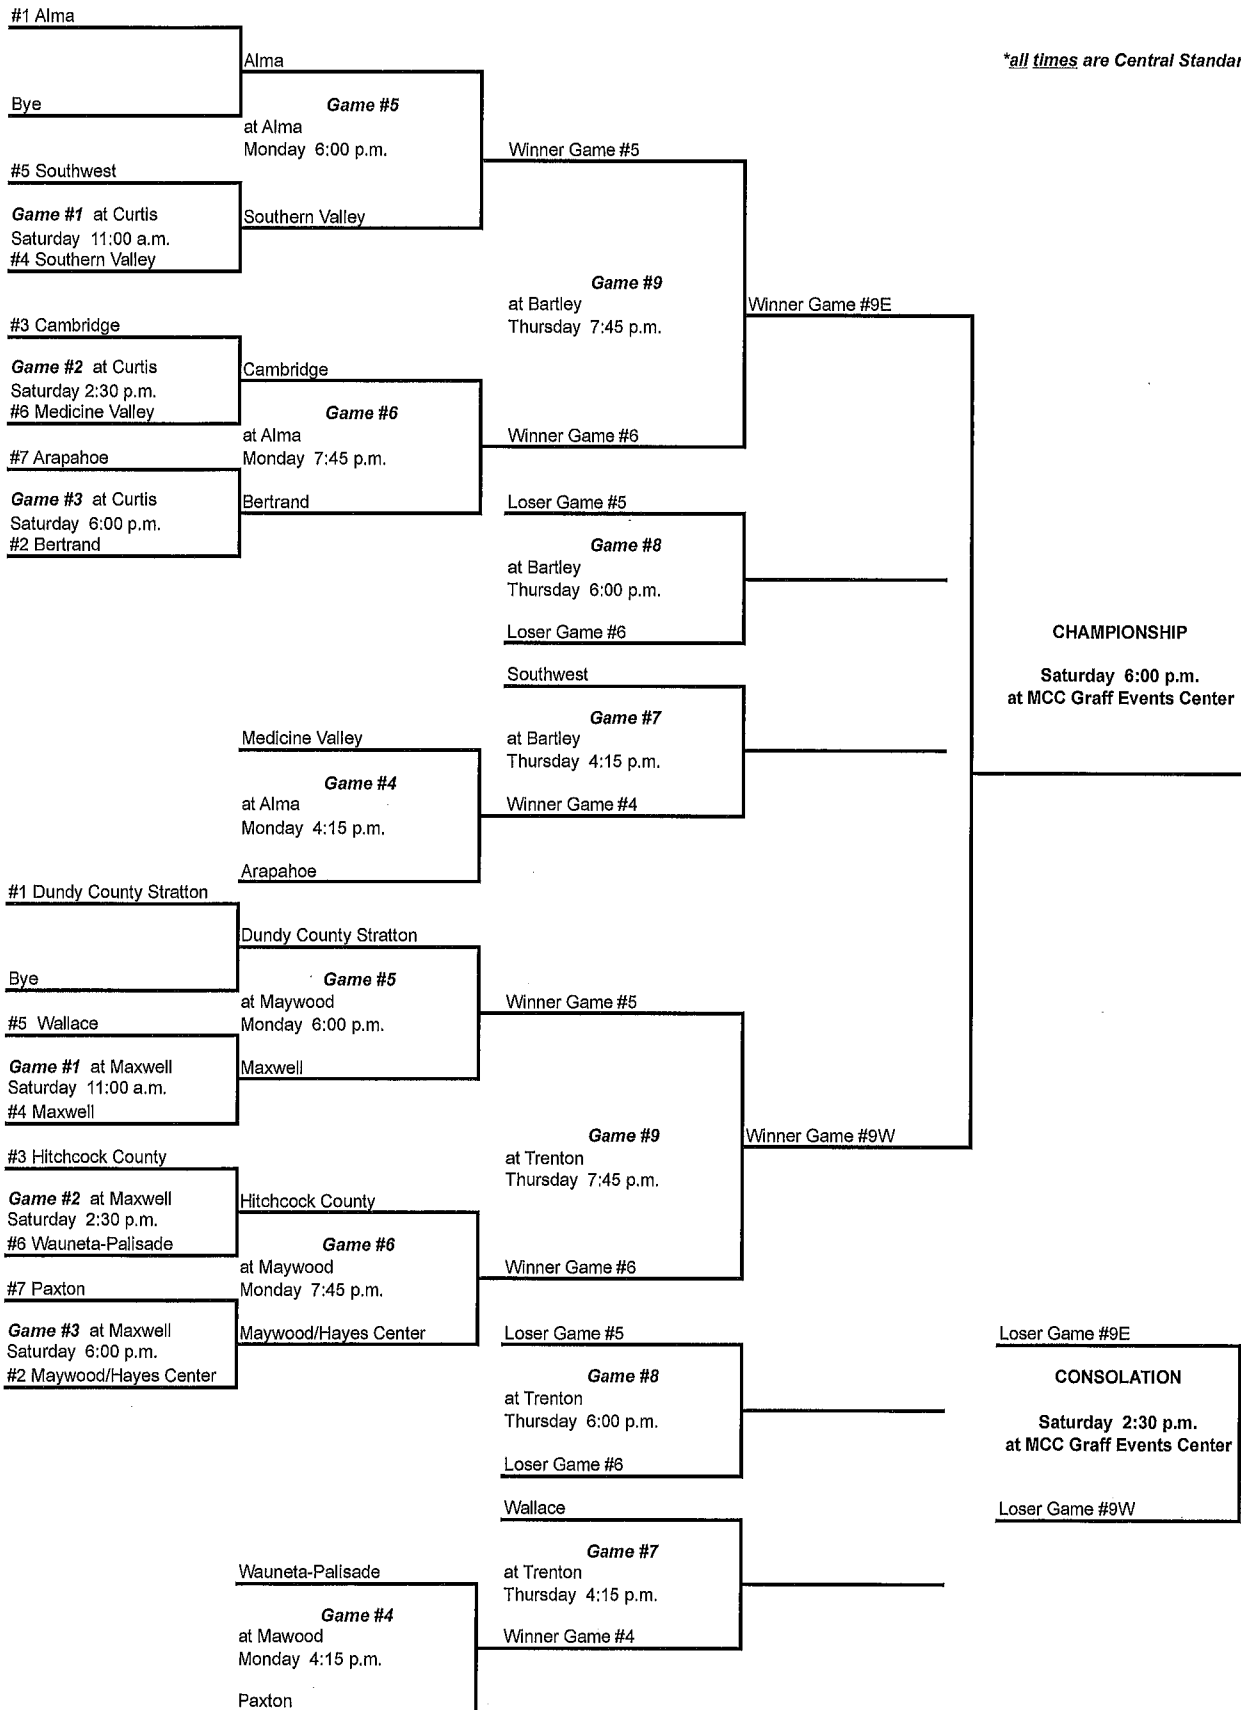 #1 Alma
Alma
*all times are Central Standar
Bye
Game #5
at Alma
Monday 6:00 p.m.
Winner Game #5
#5 Southwest
Game #1 at Curtis
Saturday 11:00 a.m.
#4 Southern Valley
Southern Valley
Game #9
at Bartley
Thursday 7:45 p.m.
Winner Game #9E
#3 Cambridge
Game #2 at Curtis
Saturday 2:30 p.m.
#6 Medicine Valley
Cambridge
Game #6
at Alma
Monday 7:45 p.m.
Winner Game #6
#7 Arapahoe
Game #3 at Curtis
Saturday 6:00 p.m.
#2 Bertrand
Bertrand
Loser Game #5
Game #8
at Bartley
Thursday 6:00 p.m.
Loser Game #6
CHAMPIONSHIP
Saturday 6:00 p.m.
at MCC Graff Events Center
Southwest
Game #7
at Bartley
Thursday 4:15 p.m.
Winner Game #4
Medicine Valley
Game #4
at Alma
Monday 4:15 p.m.
Arapahoe
#1 Dundy County Stratton
Dundy County Stratton
Bye
Game #5
at Maywood
Monday 6:00 p.m.
Winner Game #5
#5 Wallace
Game #1 at Maxwell
Saturday 11:00 a.m.
#4 Maxwell
Maxwell
Game #9
at Trenton
Thursday 7:45 p.m.
Winner Game #9W
#3 Hitchcock County
Game #2 at Maxwell
Saturday 2:30 p.m.
#6 Wauneta-Palisade
Hitchcock County
Game #6
at Maywood
Monday 7:45 p.m.
Winner Game #6
#7 Paxton
Game #3 at Maxwell
Saturday 6:00 p.m.
#2 Maywood/Hayes Center
Maywood/Hayes Center
Loser Game #5
Game #8
at Trenton
Thursday 6:00 p.m.
Loser Game #6
Loser Game #9E
CONSOLATION
Saturday 2:30 p.m.
at MCC Graff Events Center
Loser Game #9W
Wallace
Game #7
at Trenton
Thursday 4:15 p.m.
Winner Game #4
Wauneta-Palisade
Game #4
at Mawood
Monday 4:15 p.m.
Paxton